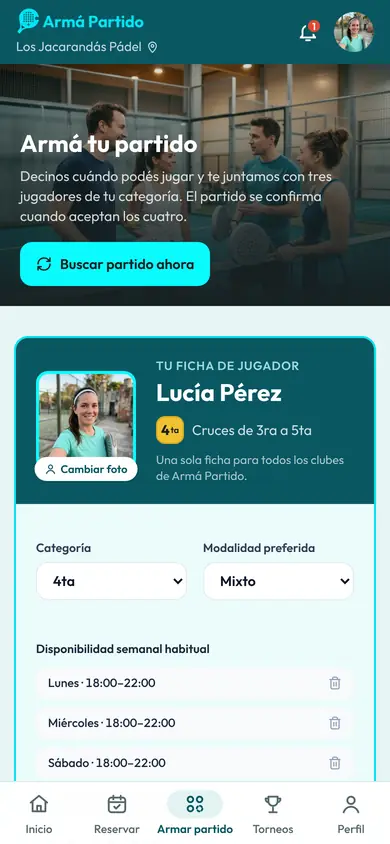 Armá Partido
Los Jacarandás Pádel
1
Armá tu partido
Decinos cuándo podés jugar y te juntamos con tres
jugadores de tu categoría. El partido se confirma
cuando aceptan los cuatro.
Buscar partido ahora
TU FICHA DE JUGADOR
Lucía Pérez
4ta
Cruces de 3ra a 5ta
Una sola ficha para todos los clubes
de Armá Partido.
Cambiar foto
Categoría
Modalidad preferida
4ta
Mixto
Disponibilidad semanal habitual
Lunes · 18:00–22:00
Miércoles · 18:00–22:00
Sábado · 18:00–22:00
Inicio
Reservar
Armar partido
Torneos
Perfil